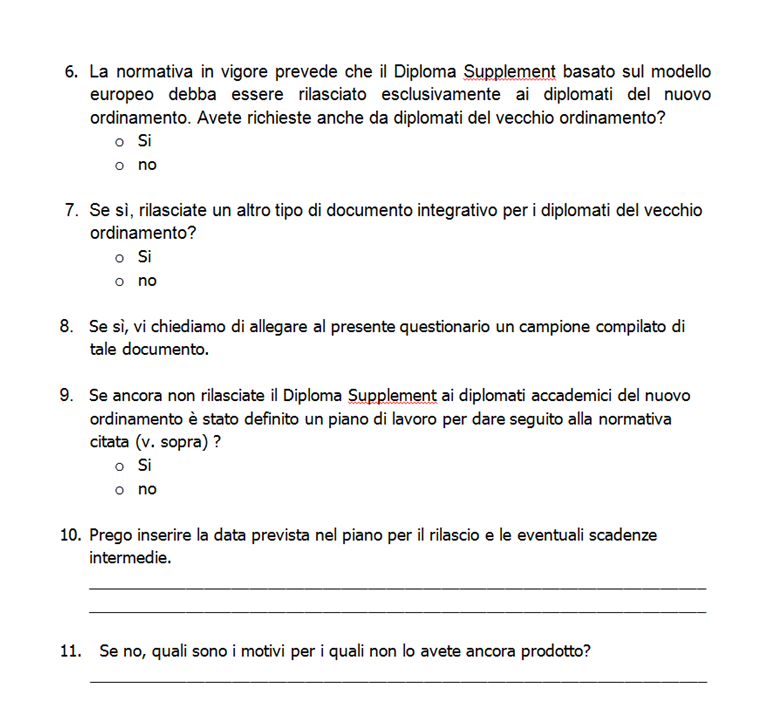 6. La normativa in vigore prevede che il Diploma Supplement basato sul modello
europeo debba essere rilasciato esclusivamente ai diplomati del nuovo
ordinamento. Avete richieste anche da diplomati del vecchio ordinamento?
o Si
o no
7. Se sì, rilasciate un altro tipo di documento integrativo per i diplomati del vecchio
ordinamento?
o Si
o no
8. Se sì, vi chiediamo di allegare al presente questionario un campione compilato di
tale documento.
9. Se ancora non rilasciate il Diploma Supplement ai diplomati accademici del nuovo
ordinamento è stato definito un piano di lavoro per dare seguito alla normativa
citata (v. sopra) ?
o Si
o no
10. Prego inserire la data prevista nel piano per il rilascio e le eventuali scadenze
intermedie.
11. Se no, quali sono i motivi per i quali non lo avete ancora prodotto?